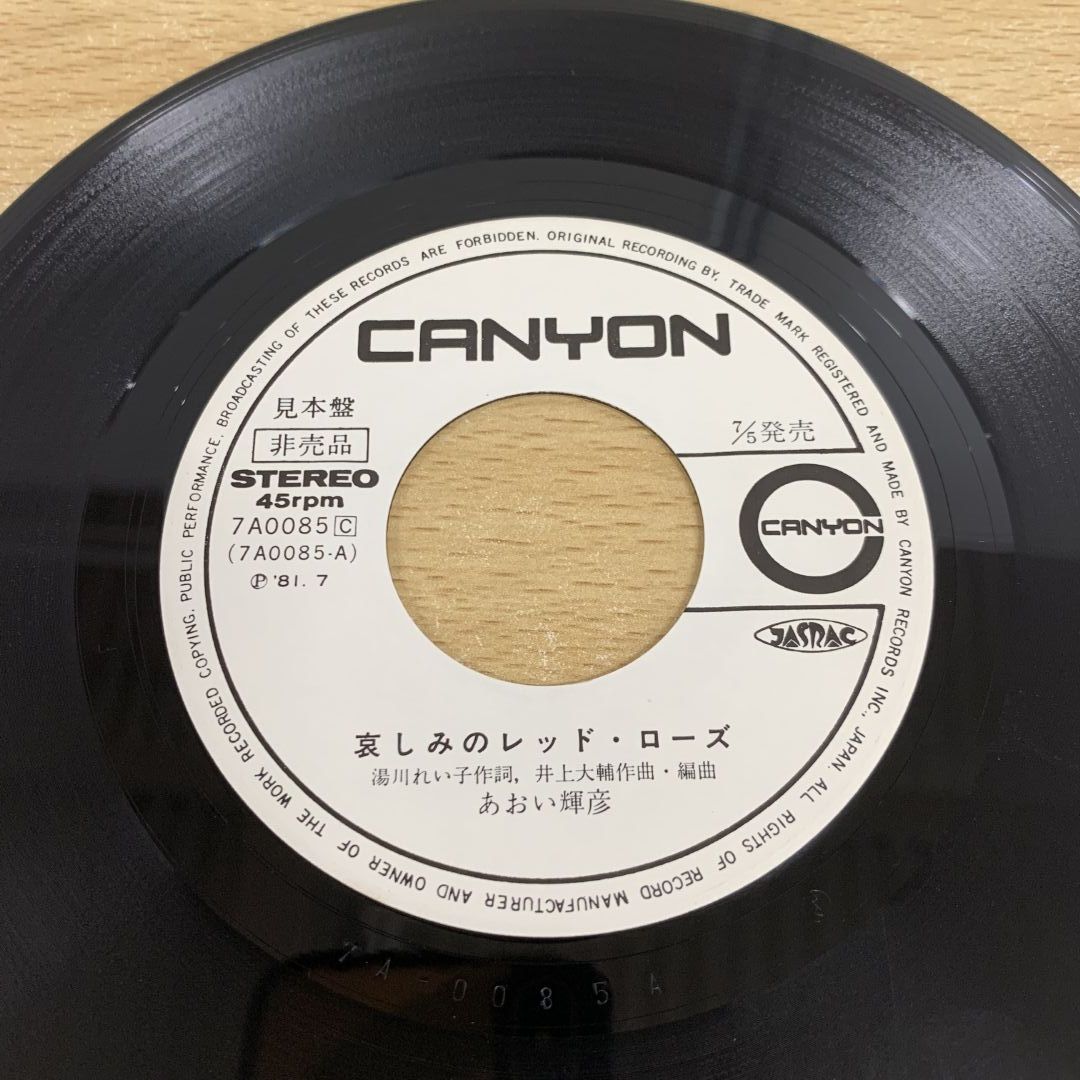 CANYON
見本盤
非売品
STEREO
45rpm
7A0085 C
(7A0085-A)
Ⓟ '81. 7
7/5発売
CANYON
JASRAC
哀しみのレッド・ローズ
湯川れい子作詞, 井上大輔作曲・編曲
あおい輝彦
ALL RIGHTS OF RECORD MANUFACTURER AND OWNER OF THE WORK RECORDED COPYING. PUBLIC PERFORMANCE. BROADCASTING OF THESE RECORDS ARE FORBIDDEN. ORIGINAL RECORDING BY. TRADE MARK REGISTERED AND MADE BY CANYON RECORDS INC., JAPAN.
7A-0085A